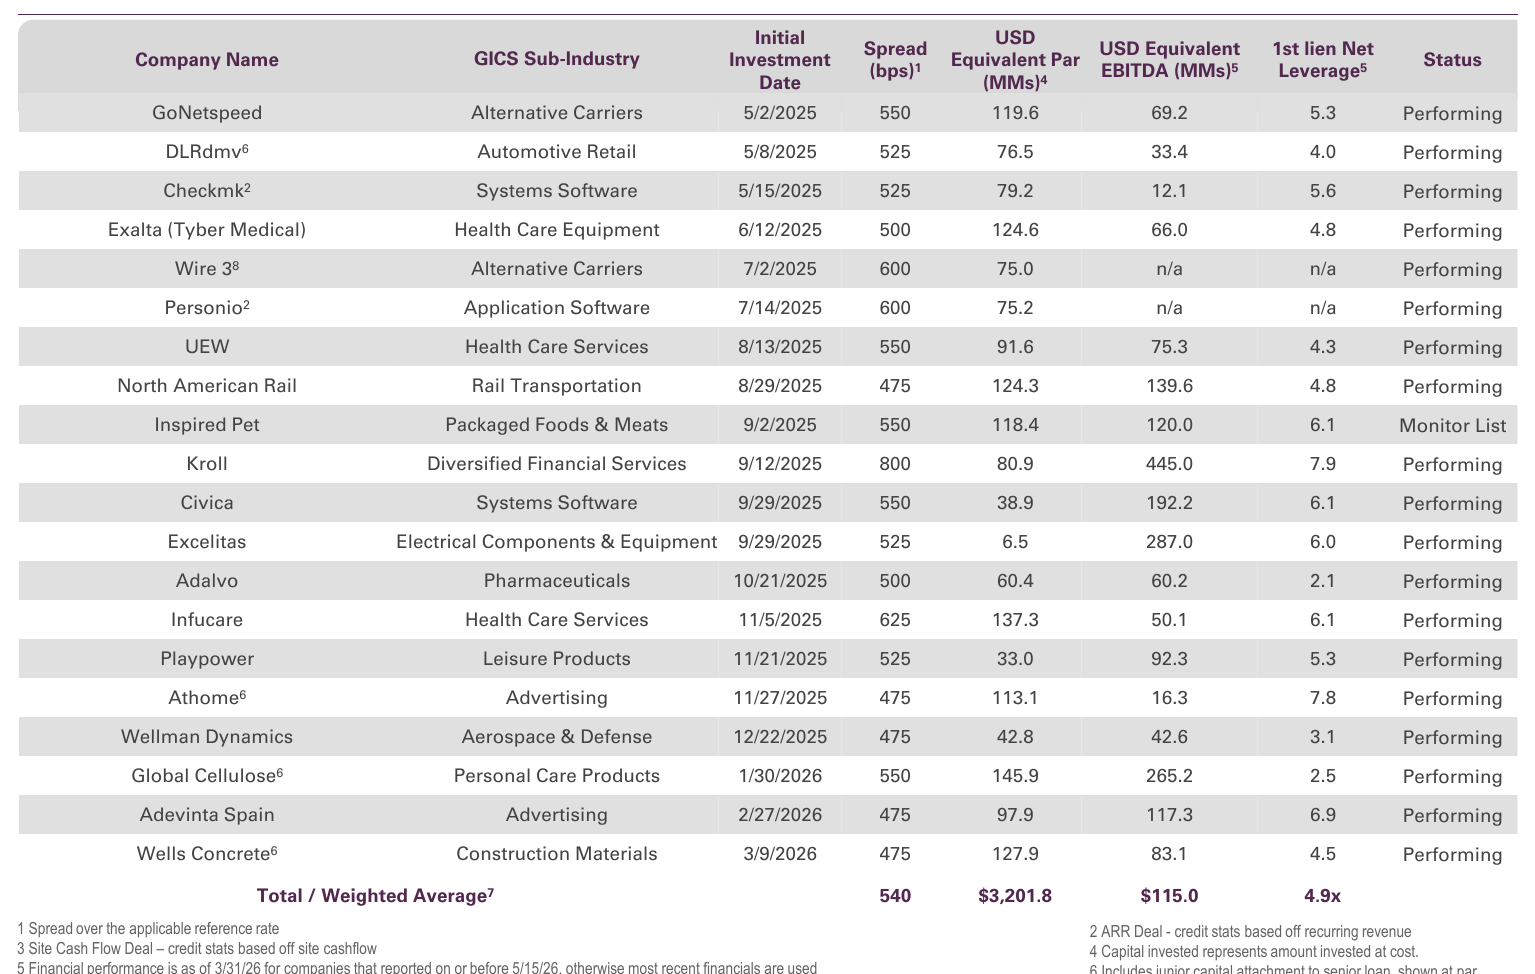 Company Name GICS Sub-Industry Initial Investment Date Spread (bps)¹ USD Equivalent Par (MMs)⁴ USD Equivalent EBITDA (MMs)⁵ 1st lien Net Leverage⁵ Status
GoNetspeed Alternative Carriers 5/2/2025 550 119.6 69.2 5.3 Performing
DLRdmv⁶ Automotive Retail 5/8/2025 525 76.5 33.4 4.0 Performing
Checkmk² Systems Software 5/15/2025 525 79.2 12.1 5.6 Performing
Exalta (Tyber Medical) Health Care Equipment 6/12/2025 500 124.6 66.0 4.8 Performing
Wire 3⁸ Alternative Carriers 7/2/2025 600 75.0 n/a n/a Performing
Personio² Application Software 7/14/2025 600 75.2 n/a n/a Performing
UEW Health Care Services 8/13/2025 550 91.6 75.3 4.3 Performing
North American Rail Rail Transportation 8/29/2025 475 124.3 139.6 4.8 Performing
Inspired Pet Packaged Foods & Meats 9/2/2025 550 118.4 120.0 6.1 Monitor List
Kroll Diversified Financial Services 9/12/2025 800 80.9 445.0 7.9 Performing
Civica Systems Software 9/29/2025 550 38.9 192.2 6.1 Performing
Excelitas Electrical Components & Equipment 9/29/2025 525 6.5 287.0 6.0 Performing
Adalvo Pharmaceuticals 10/21/2025 500 60.4 60.2 2.1 Performing
Infucare Health Care Services 11/5/2025 625 137.3 50.1 6.1 Performing
Playpower Leisure Products 11/21/2025 525 33.0 92.3 5.3 Performing
Athome⁶ Advertising 11/27/2025 475 113.1 16.3 7.8 Performing
Wellman Dynamics Aerospace & Defense 12/22/2025 475 42.8 42.6 3.1 Performing
Global Cellulose⁶ Personal Care Products 1/30/2026 550 145.9 265.2 2.5 Performing
Adevinta Spain Advertising 2/27/2026 475 97.9 117.3 6.9 Performing
Wells Concrete⁶ Construction Materials 3/9/2026 475 127.9 83.1 4.5 Performing
Total / Weighted Average⁷ 540 $3,201.8 $115.0 4.9x
1 Spread over the applicable reference rate
2 ARR Deal - credit stats based off recurring revenue
3 Site Cash Flow Deal – credit stats based off site cashflow
4 Capital invested represents amount invested at cost.
5 Financial performance is as of 3/31/26 for companies that reported on or before 5/15/26, otherwise most recent financials are used
6 Includes junior capital attachment to senior loan, shown at par